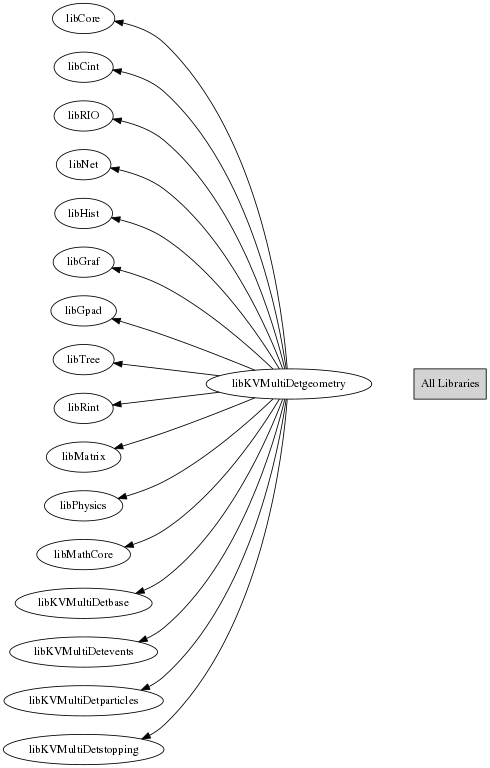 libCore
libCint
libRIO
libNet
libHist
libGraf
libGpad
libTree
libKVMultiDetgeometry
All Libraries
libRint
libMatrix
libPhysics
libMathCore
libKVMultiDetbase
libKVMultiDetevents
libKVMultiDetparticles
libKVMultiDetstopping